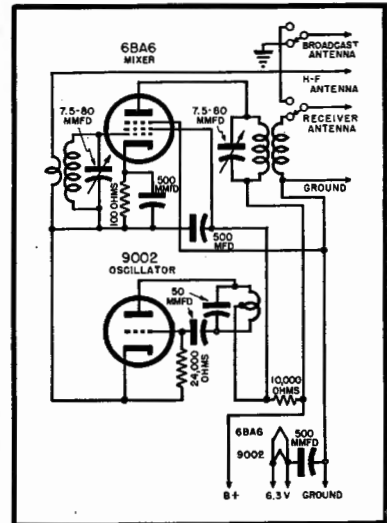 6BA6
MIXER
BROADCAST
ANTENNA
H-F
ANTENNA
7.5-80
MMFD
7.5-80
MMFD
RECEIVER
ANTENNA
500
MMFD
100 OHMS
GROUND
500
MFD
9002
OSCILLATOR
50
MMFD
24,000
OHMS
10,000
OHMS
6BA6
9002
500
MMFD
B+
6.3 V
GROUND